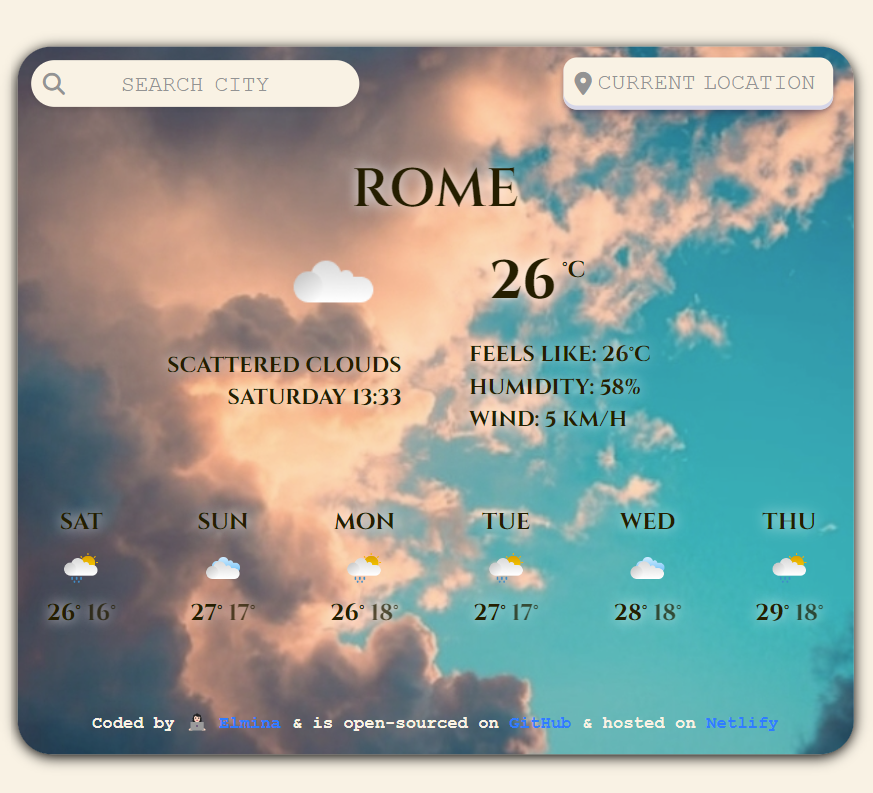 SEARCH CITY
CURRENT LOCATION
ROME
26 °C
SCATTERED CLOUDS
SATURDAY 13:33
FEELS LIKE: 26°C
HUMIDITY: 58%
WIND: 5 KM/H
SAT SUN MON TUE WED THU
26° 16° 27° 17° 26° 18° 27° 17° 28° 18° 29° 18°
Coded by 👩🏻‍💻 Elmina & is open-sourced on GitHub & hosted on Netlify